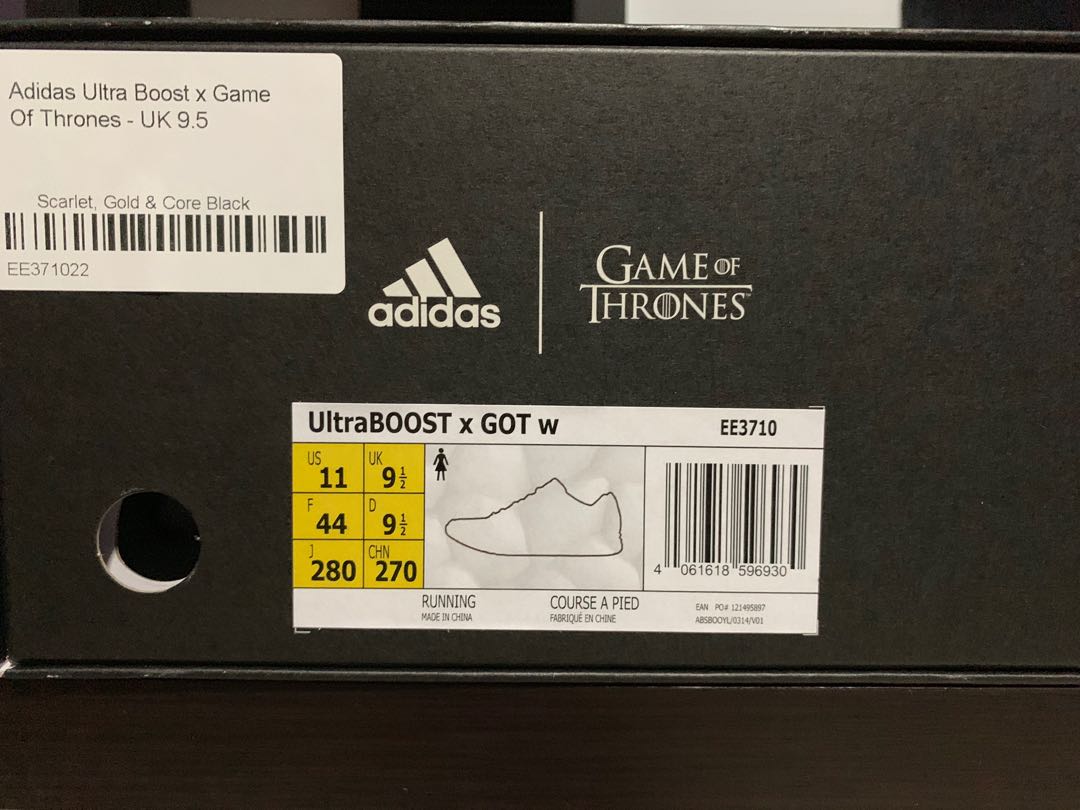 Adidas Ultra Boost x Game
Of Thrones - UK 9.5
Scarlet, Gold & Core Black
EE371022
adidas
GAME OF
THRONES™
UltraBOOST x GOT w
EE3710
US 11
UK 9½
F 44
D 9½
J 280
CHN 270
4 061618 596930
RUNNING
MADE IN CHINA
COURSE A PIED
FABRIQUÉ EN CHINE
EAN PO# 121495897
ABSBOOYL/0314/V01